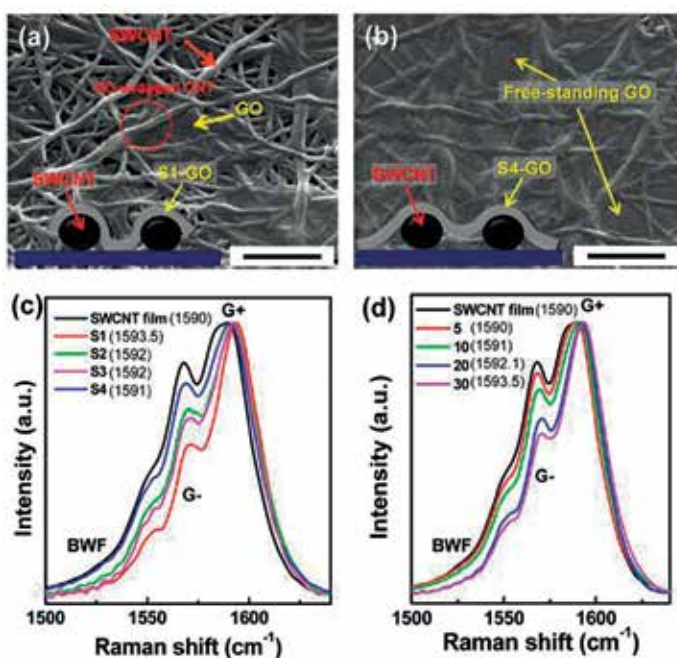 (a)
SWCNT
GO-wrapped CNT
GO
SWCNT
S1-GO
(b)
Free-standing GO
SWCNT
S4-GO
(c)
G+
SWCNT film (1590)
S1 (1593.5)
S2 (1592)
S3 (1592)
S4 (1591)
G-
BWF
Intensity (a.u.)
1500 1550 1600
Raman shift (cm-1)
(d)
G+
SWCNT film (1590)
5 (1590)
10 (1591)
20 (1592.1)
30 (1593.5)
G-
BWF
Intensity (a.u.)
1500 1550 1600
Raman shift (cm-1)